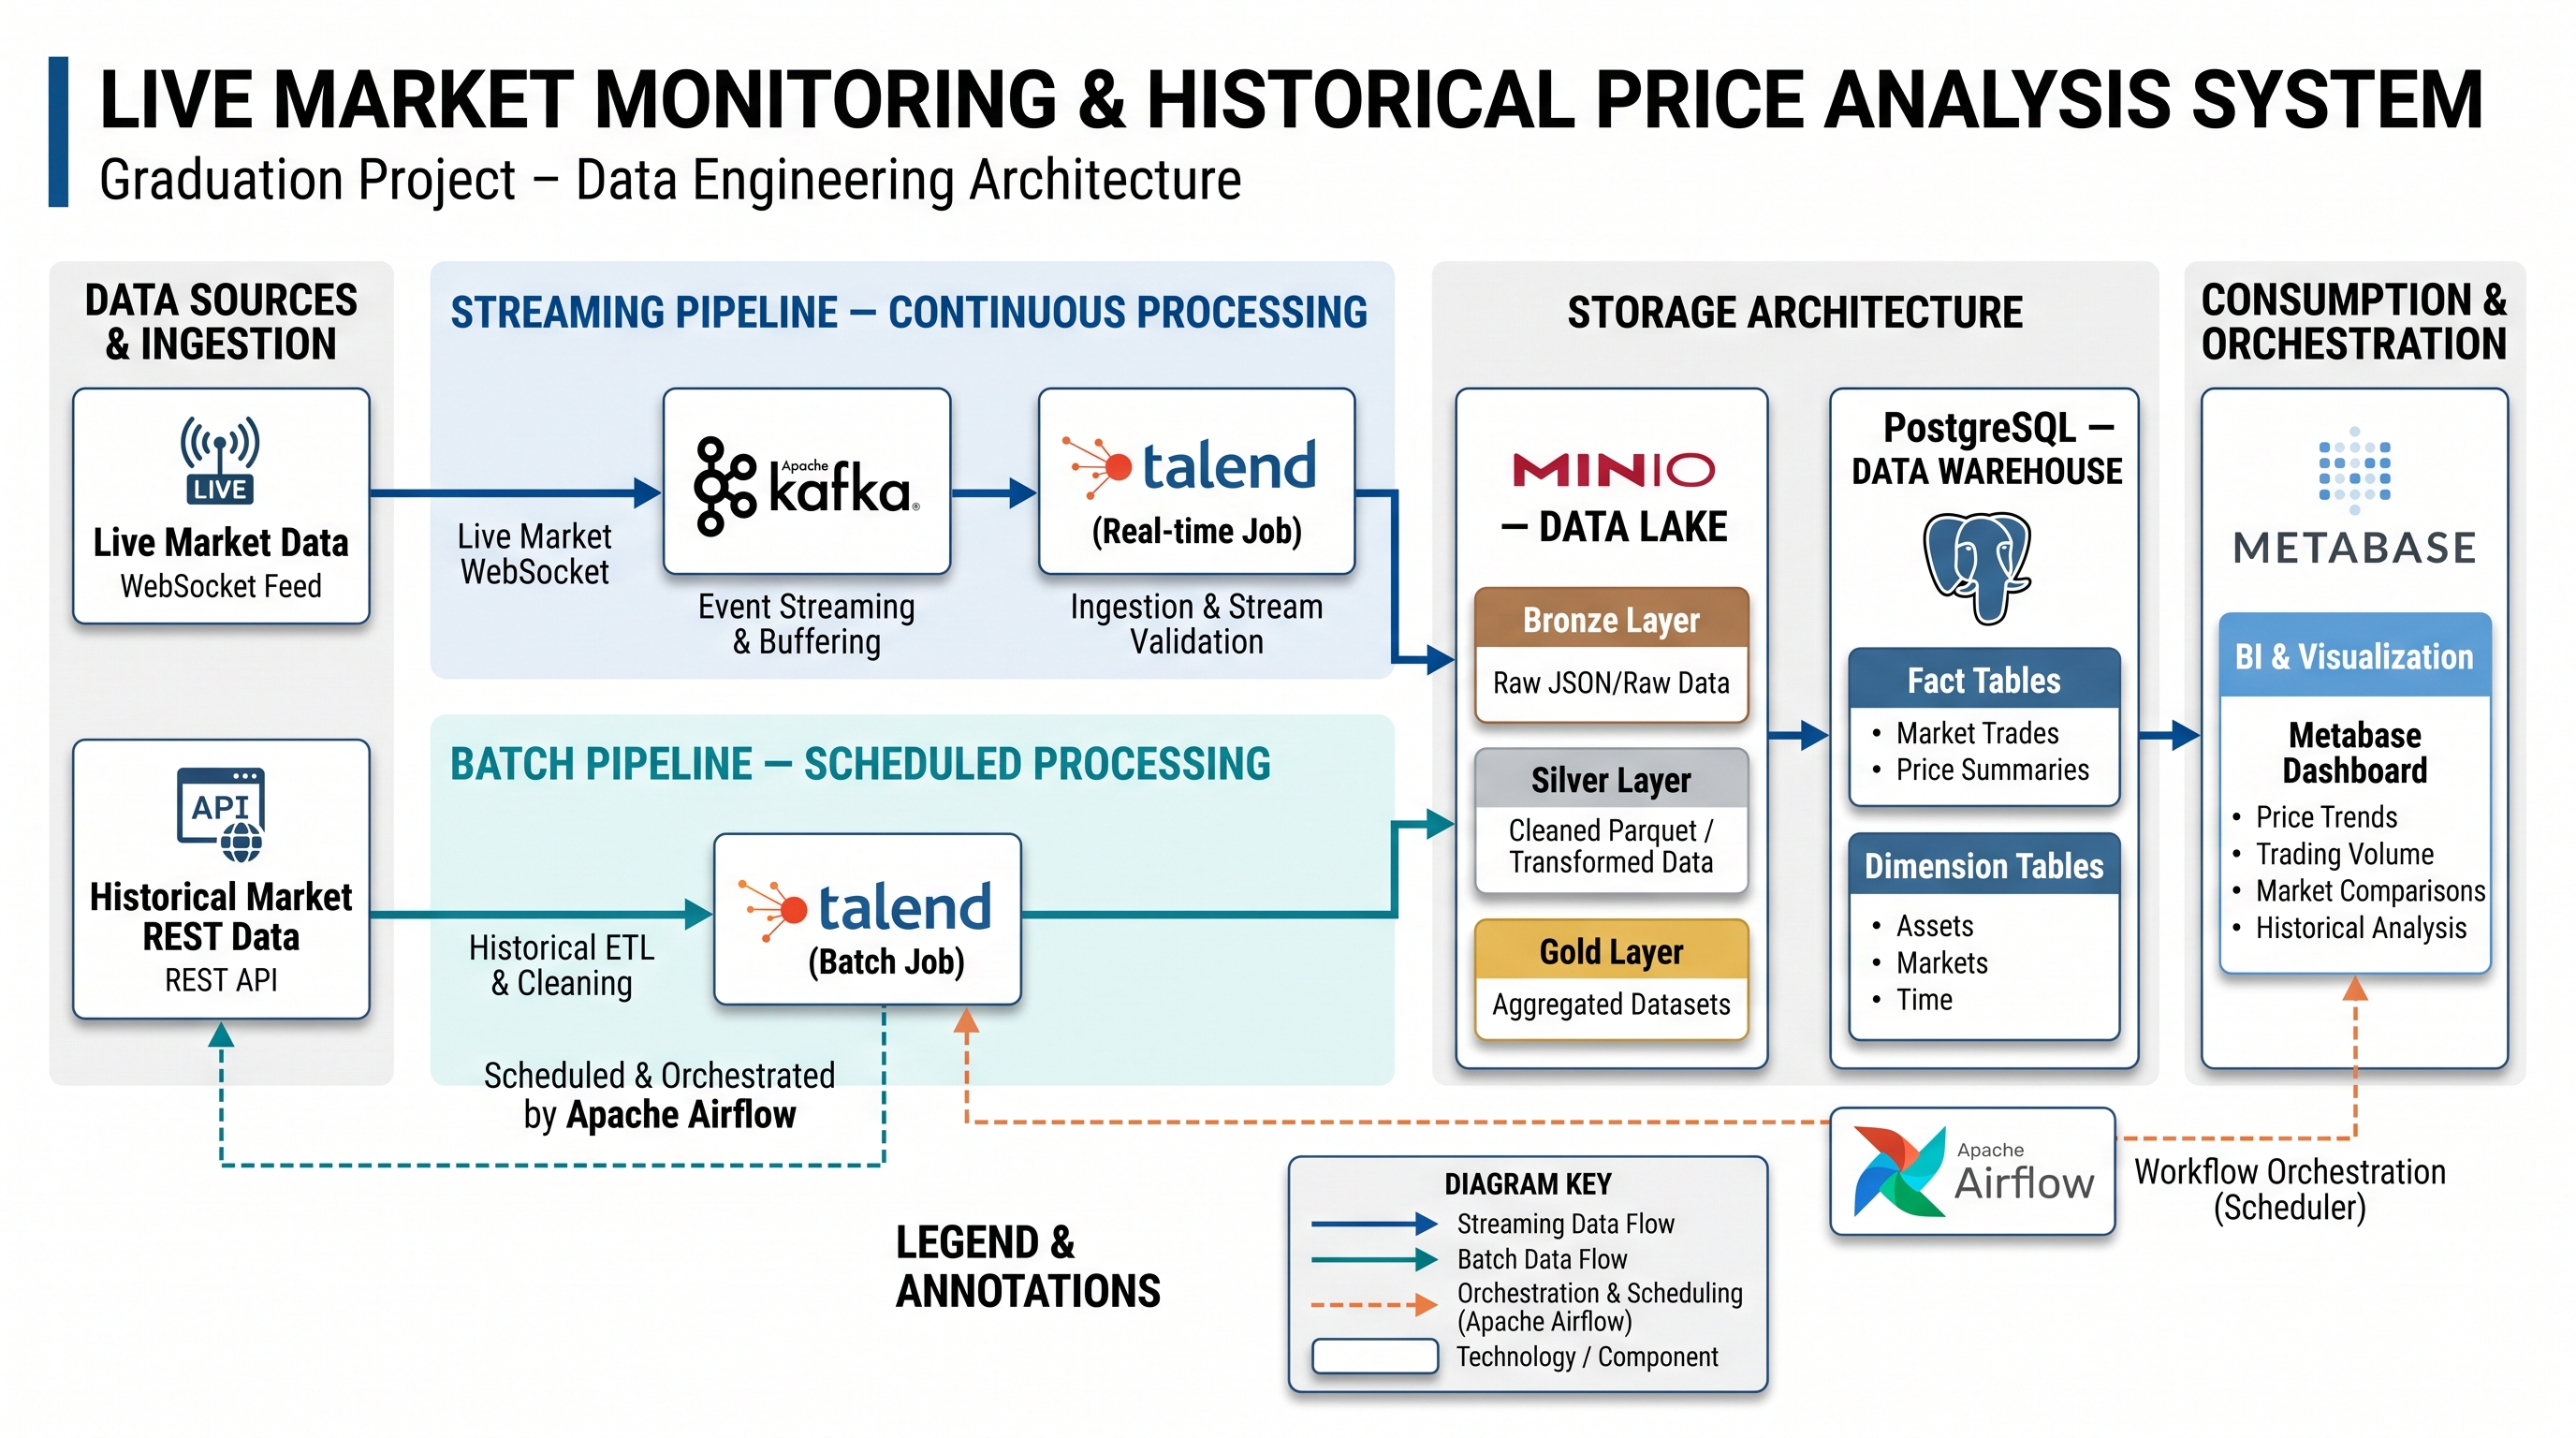 LIVE MARKET MONITORING & HISTORICAL PRICE ANALYSIS SYSTEM
Graduation Project – Data Engineering Architecture
DATA SOURCES
& INGESTION
LIVE
Live Market Data
WebSocket Feed
API
Historical Market
REST Data
REST API
STREAMING PIPELINE — CONTINUOUS PROCESSING
Live Market
WebSocket
Apache
kafka®
Event Streaming
& Buffering
talend
(Real-time Job)
Ingestion & Stream
Validation
BATCH PIPELINE — SCHEDULED PROCESSING
Historical ETL
& Cleaning
talend
(Batch Job)
Scheduled & Orchestrated
by Apache Airflow
STORAGE ARCHITECTURE
MINIO
— DATA LAKE
Bronze Layer
Raw JSON/Raw Data
Silver Layer
Cleaned Parquet /
Transformed Data
Gold Layer
Aggregated Datasets
PostgreSQL —
DATA WAREHOUSE
Fact Tables
• Market Trades
• Price Summaries
Dimension Tables
• Assets
• Markets
• Time
CONSUMPTION &
ORCHESTRATION
METABASE
BI & Visualization
Metabase
Dashboard
• Price Trends
• Trading Volume
• Market Comparisons
• Historical Analysis
Apache
Airflow
Workflow Orchestration
(Scheduler)
LEGEND &
ANNOTATIONS
DIAGRAM KEY
Streaming Data Flow
Batch Data Flow
Orchestration & Scheduling
(Apache Airflow)
Technology / Component